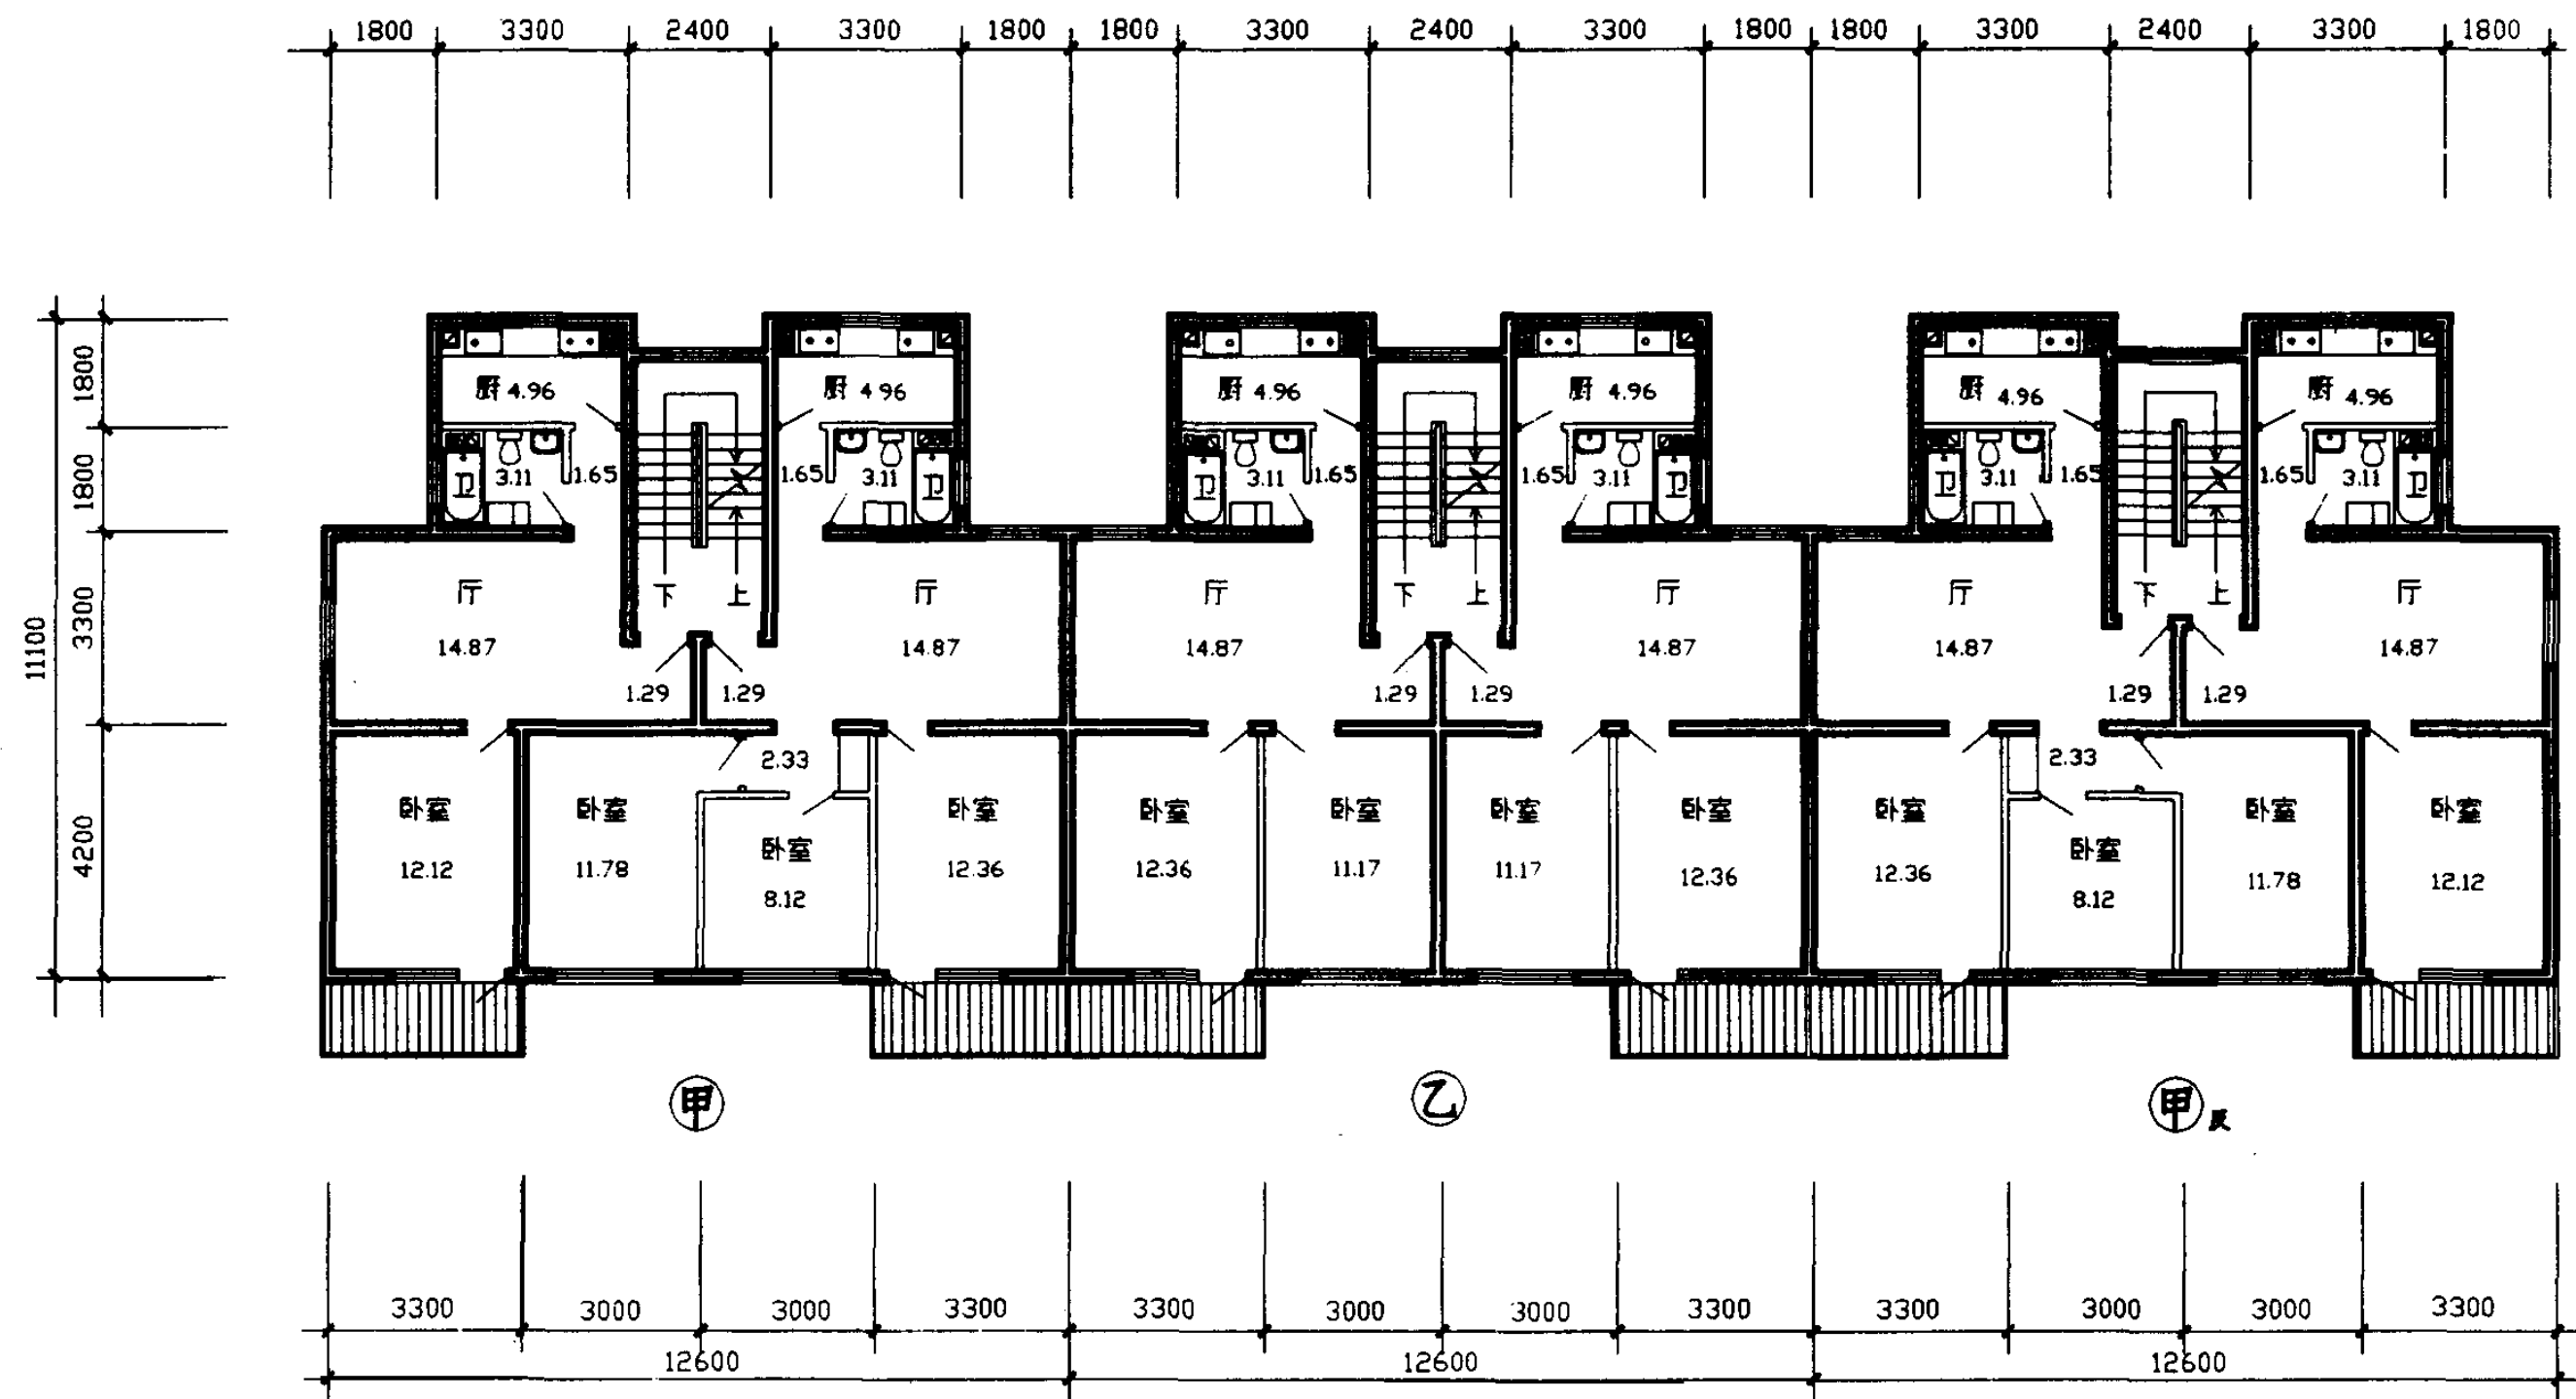 1800 3300 2400 3300 1800 1800 3300 2400 3300 1800 1800 3300 2400 3300 1800
1800
1800
3300
4200
11100
厨 4.96 厨 4.96 厨 4.96 厨 4.96 厨 4.96 厨 4.96
卫 3.11 1.65 1.65 3.11 卫 卫 3.11 1.65 1.65 3.11 卫 卫 3.11 1.65 1.65 3.11 卫
厅 下 上 厅 厅 下 上 厅 厅 下 上 厅
14.87 14.87 14.87 14.87 14.87 14.87
1.29 1.29 1.29 1.29 1.29 1.29
2.33 2.33
卧室 卧室 卧室 卧室 卧室 卧室 卧室 卧室 卧室 卧室 卧室 卧室
12.12 11.78 8.12 12.36 12.36 11.17 11.17 12.36 12.36 8.12 11.78 12.12
甲 乙 甲反
3300 3000 3000 3300 3300 3000 3000 3300 3300 3000 3000 3300
12600 12600 12600